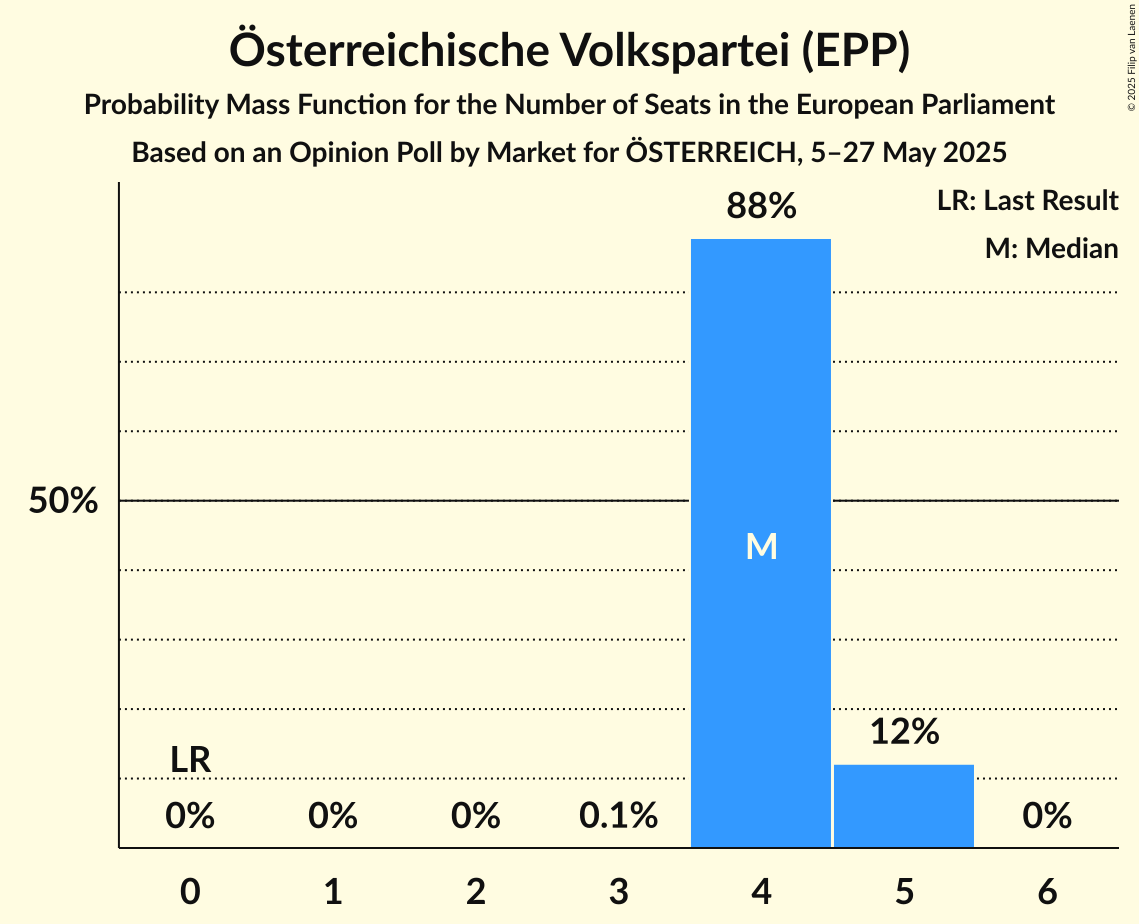 Österreichische Volkspartei (EPP)
Probability Mass Function for the Number of Seats in the European Parliament
Based on an Opinion Poll by Market for ÖSTERREICH, 5–27 May 2025
© 2025 Filip van Laenen
LR: Last Result
M: Median
88%
50%
M
12%
LR
0%
0%
0%
0.1%
0%
0
1
2
3
4
5
6